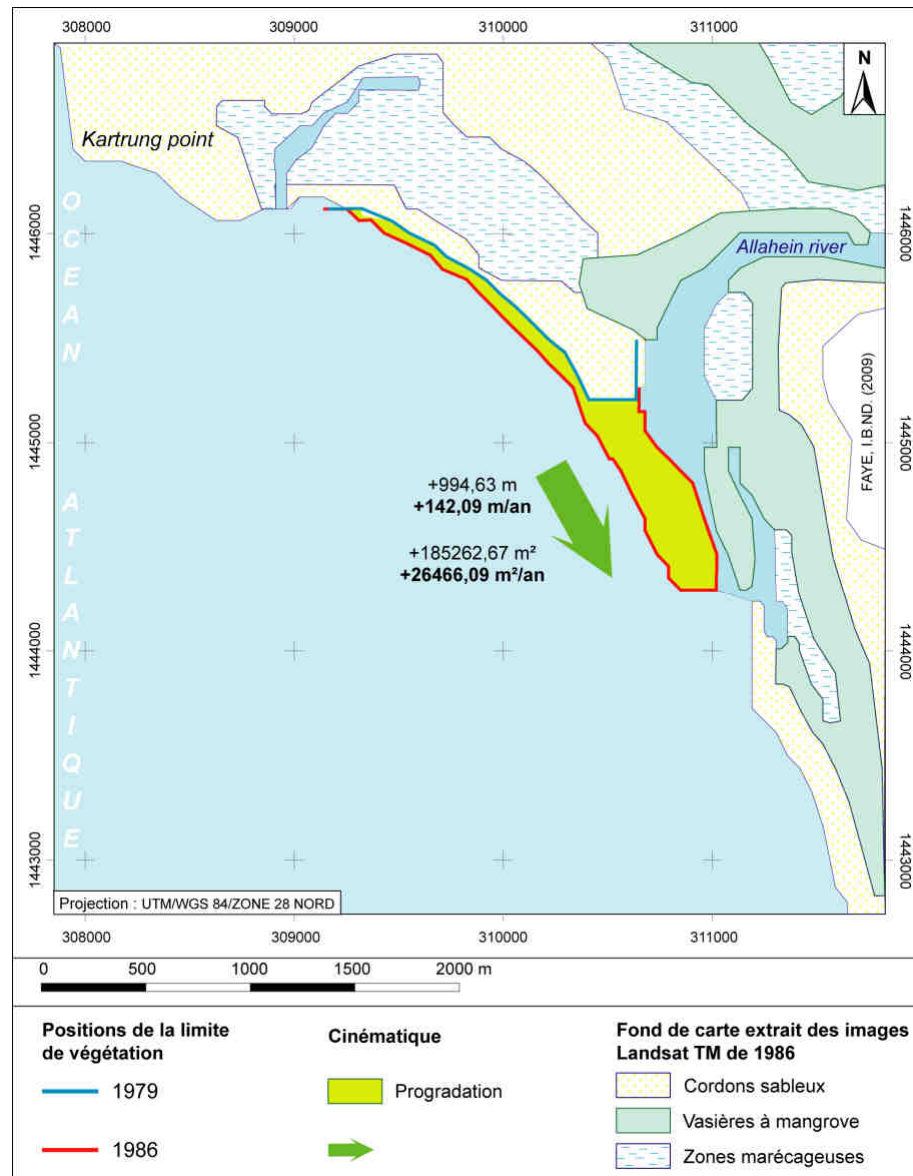 308000
309000
310000
311000
N
Kartrung point
OCEAN ATLANTIQUE
Allahein river
1446000
1446000
FAYE, I.B.ND. (2009)
1445000
1445000
+994,63 m
+142,09 m/an
+185262,67 m²
+26466,09 m²/an
1444000
1444000
1443000
1443000
Projection : UTM/WGS 84/ZONE 28 NORD
308000
309000
310000
311000
0
500
1000
1500
2000 m
Positions de la limite
de végétation
1979
1986
Cinématique
Progradation
Fond de carte extrait des images
Landsat TM de 1986
Cordons sableux
Vasières à mangrove
Zones marécageuses